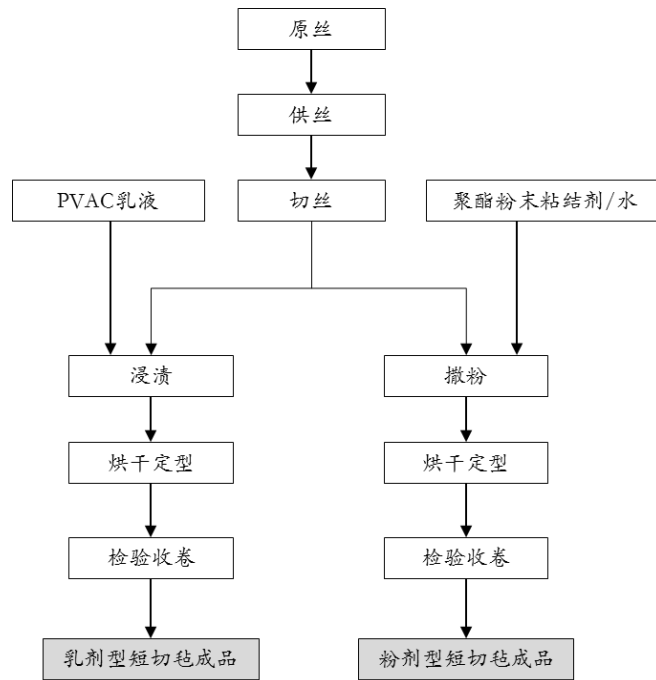 原丝
供丝
PVAC乳液
切丝
聚酯粉末粘结剂/水
浸渍
撒粉
烘干定型
烘干定型
检验收卷
检验收卷
乳剂型短切毡成品
粉剂型短切毡成品